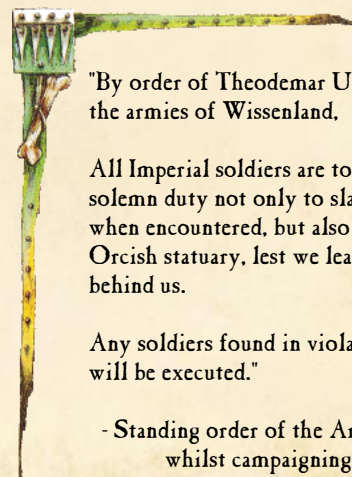 "By order of Theodemar U
the armies of Wissenland,
All Imperial soldiers are to
solemn duty not only to sla
when encountered, but also
Orcish statuary, lest we lea
behind us.
Any soldiers found in viola
will be executed."
- Standing order of the Ar
whilst campaigning